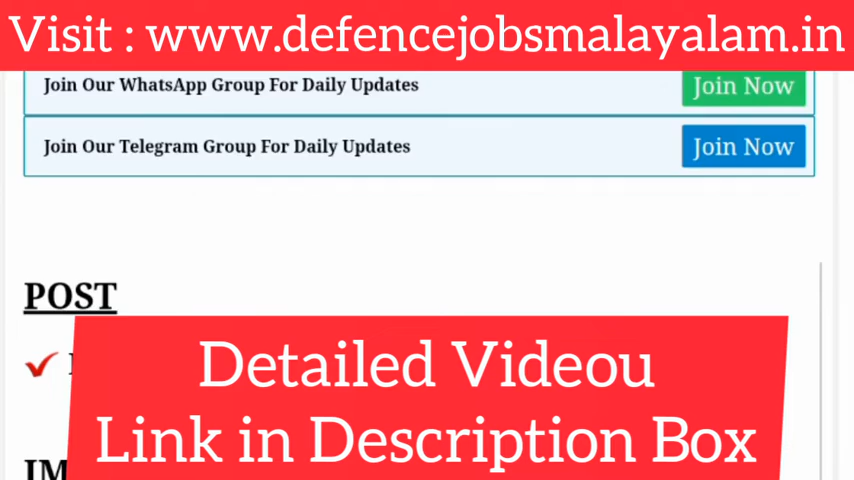 Visit : www.defencejobsmalayalam.in
Join Our WhatsApp Group For Daily Updates
Join Now
Join Our Telegram Group For Daily Updates
Join Now
POST
Detailed Videou
Link in Description Box